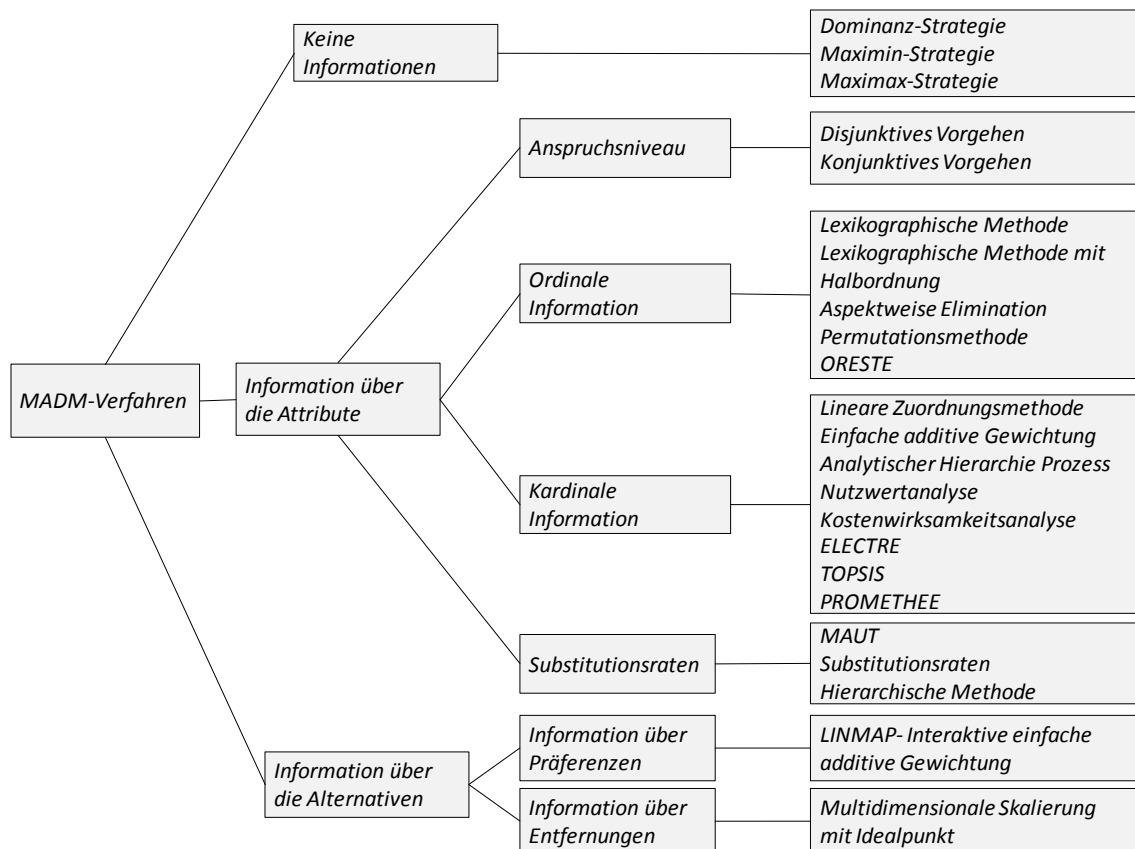 Keine
Informationen
Dominanz-Strategie
Maximin-Strategie
Maximax-Strategie
Anspruchsniveau
Disjunktives Vorgehen
Konjunktives Vorgehen
Ordinale
Information
Lexikographische Methode
Lexikographische Methode mit
Halbordnung
Aspektweise Elimination
Permutationsmethode
ORESTE
MADM-Verfahren
Information über
die Attribute
Kardinale
Information
Lineare Zuordnungsmethode
Einfache additive Gewichtung
Analytischer Hierarchie Prozess
Nutzwertanalyse
Kostenwirksamkeitsanalyse
ELECTRE
TOPSIS
PROMETHEE
Substitutionsraten
MAUT
Substitutionsraten
Hierarchische Methode
Information über
die Alternativen
Information über
Präferenzen
LINMAP- Interaktive einfache
additive Gewichtung
Information über
Entfernungen
Multidimensionale Skalierung
mit Idealpunkt